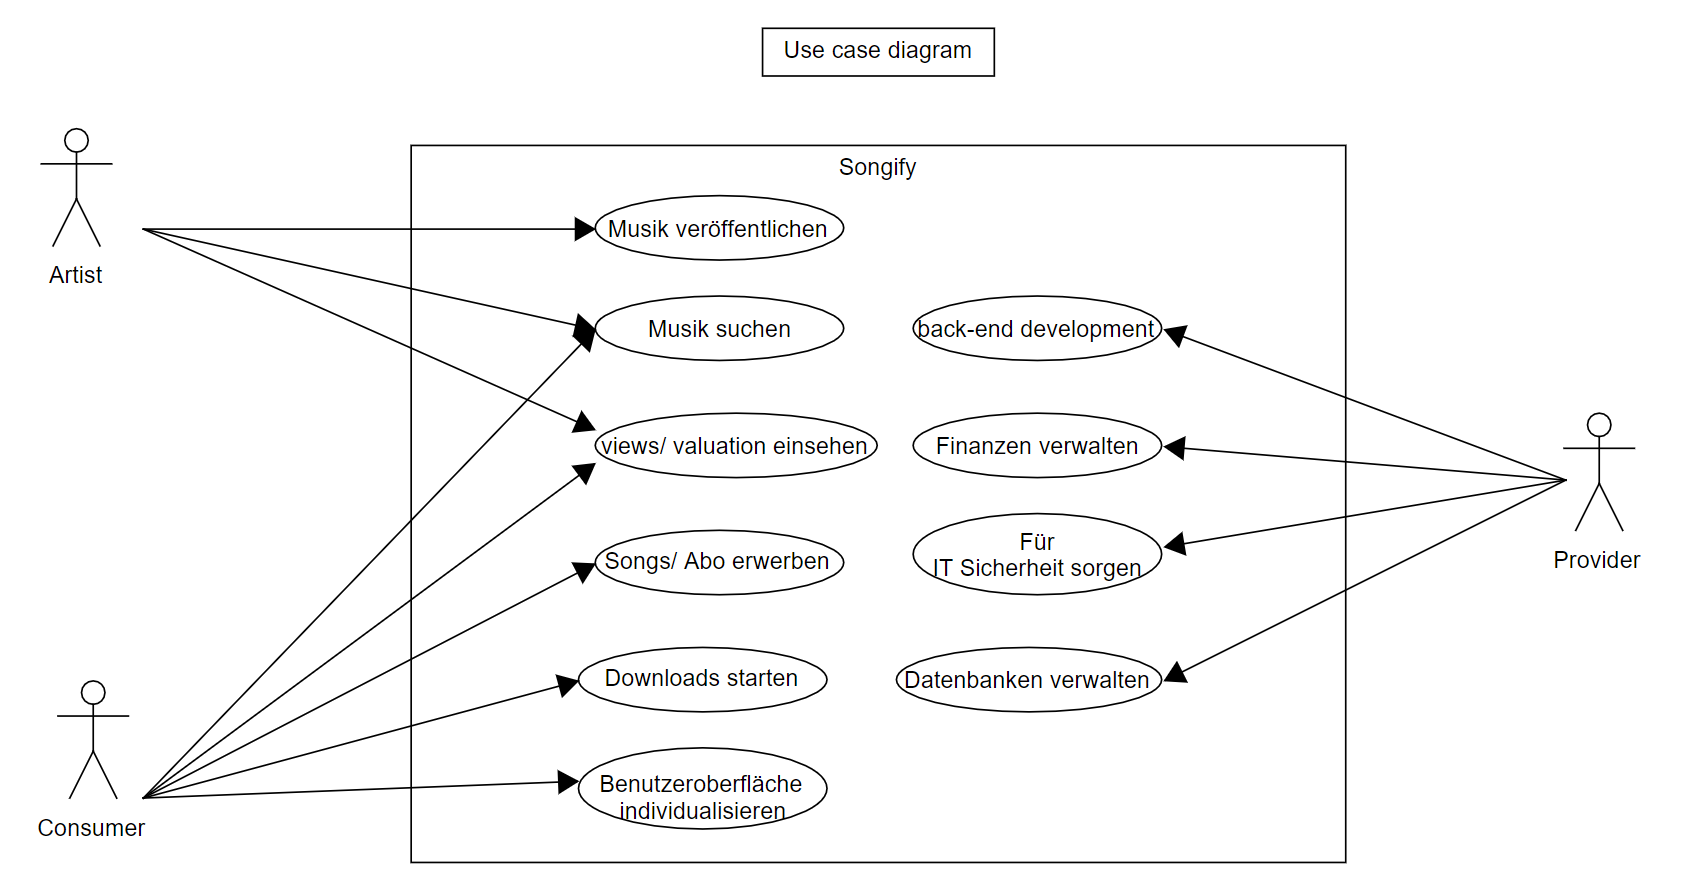 Use case diagram
Songify
Artist
Musik veröffentlichen
Musik suchen
back-end development
views/ valuation einsehen
Finanzen verwalten
Für
IT Sicherheit sorgen
Provider
Songs/ Abo erwerben
Downloads starten
Datenbanken verwalten
Benutzeroberfläche
individualisieren
Consumer